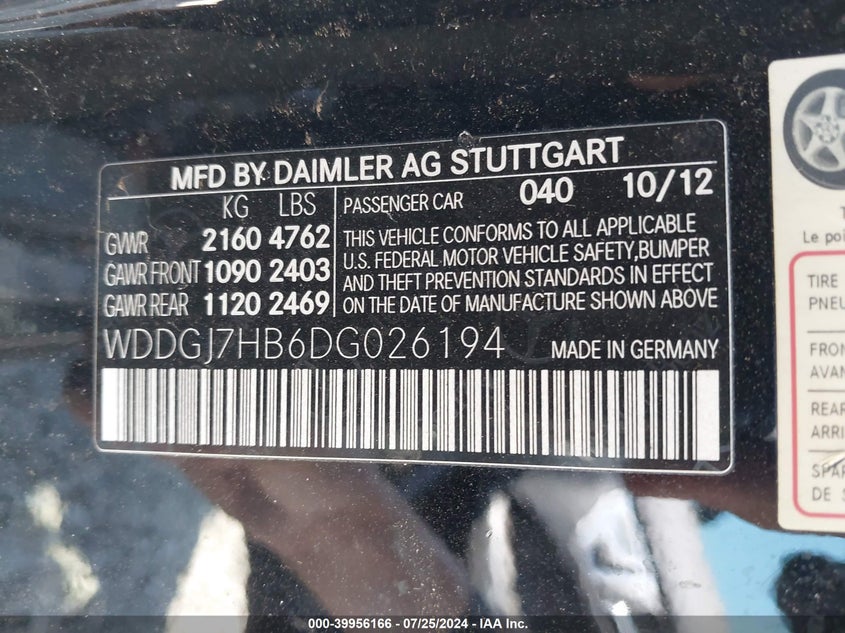 MFD BY DAIMLER AG STUTTGART
KG LBS
GVWR 2160 4762
GAWR FRONT 1090 2403
GAWR REAR 1120 2469
PASSENGER CAR 040 10/12
THIS VEHICLE CONFORMS TO ALL APPLICABLE
U.S. FEDERAL MOTOR VEHICLE SAFETY, BUMPER
AND THEFT PREVENTION STANDARDS IN EFFECT
ON THE DATE OF MANUFACTURE SHOWN ABOVE
WDDGJ7HB6DG026194 MADE IN GERMANY
Le poi
TIRE
PNEU
FRON
AVAN
REAR
ARRI
SPAR
DE S
000-39956166 — 07/25/2024 — IAA Inc.